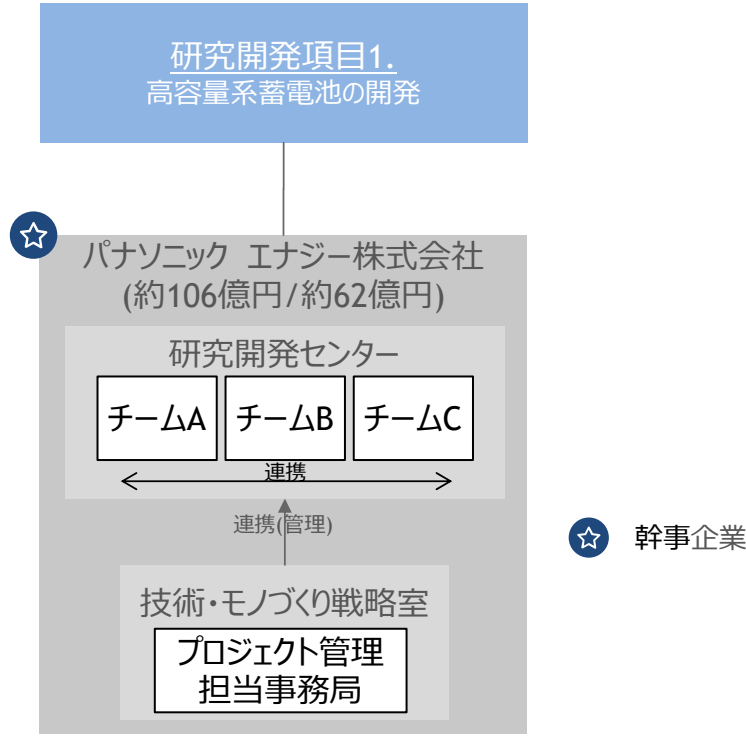 研究開発項目1.
高容量系蓄電池の開発
パナソニック エナジー株式会社
(約106億円/約62億円)
研究開発センター
チームA チームB チームC
連携
連携(管理)
幹事企業
技術・モノづくり戦略室
プロジェクト管理
担当事務局